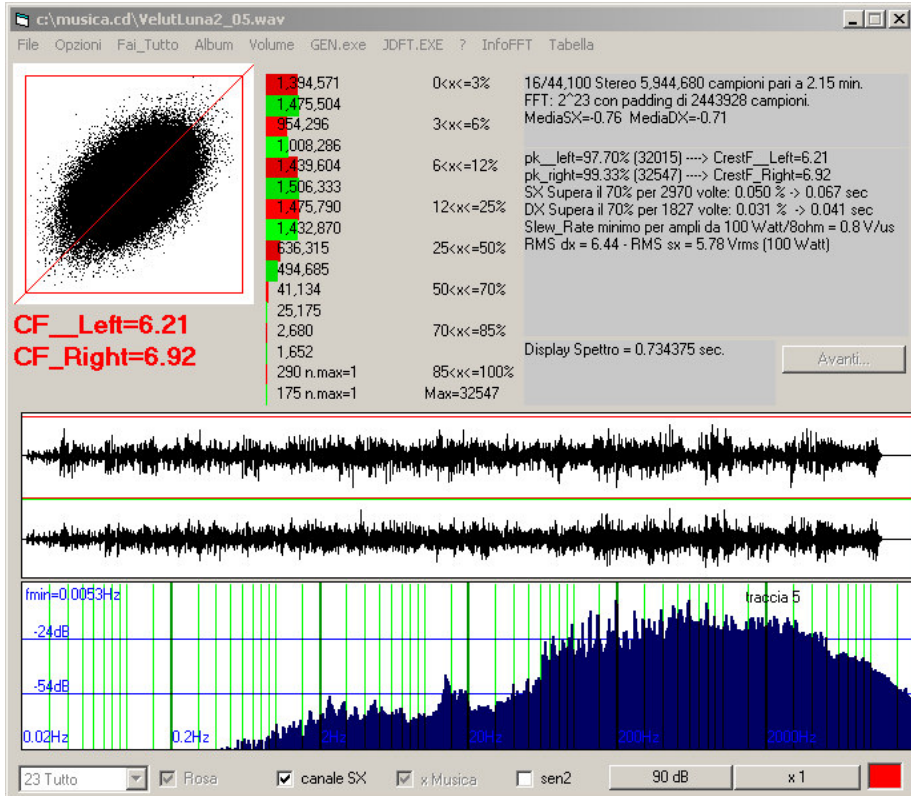 c:\musica.cd\VelutLuna2_05.wav
File Opzioni Fai_Tutto Album Volume GEN.exe JDFT.EXE ? InfoFFT Tabella
1,394,571 0<x<=3%
1,475,504
954,296 3<x<=6%
1,008,286
1,439,604 6<x<=12%
1,506,333
1,475,790 12<x<=25%
1,432,870
636,315 25<x<=50%
494,685
41,134 50<x<=70%
25,175
2,680 70<x<=85%
1,652
290 n.max=1 85<x<=100%
175 n.max=1 Max=32547
16/44,100 Stereo 5,944,680 campioni pari a 2.15 min.
FFT: 2^23 con padding di 2443928 campioni.
MediaSX=-0.76 MediaDX=-0.71
pk__left=97.70% (32015) ----> CrestF__Left=6.21
pk_right=99.33% (32547) ----> CrestF_Right=6.92
SX Supera il 70% per 2970 volte: 0.050 % -> 0.067 sec
DX Supera il 70% per 1827 volte: 0.031 % -> 0.041 sec
Slew_Rate minimo per ampli da 100 Watt/8ohm = 0.8 V/us
RMS dx = 6.44 - RMS sx = 5.78 Vrms (100 Watt)
CF__Left=6.21
CF_Right=6.92
Display Spettro = 0.734375 sec.
Avanti...
fmin=0.0053Hz
traccia 5
-24dB
-54dB
0.02Hz 0.2Hz 2Hz 20Hz 200Hz 2000Hz
23 Tutto Rosa canale SX x Musica sen2 90 dB x 1